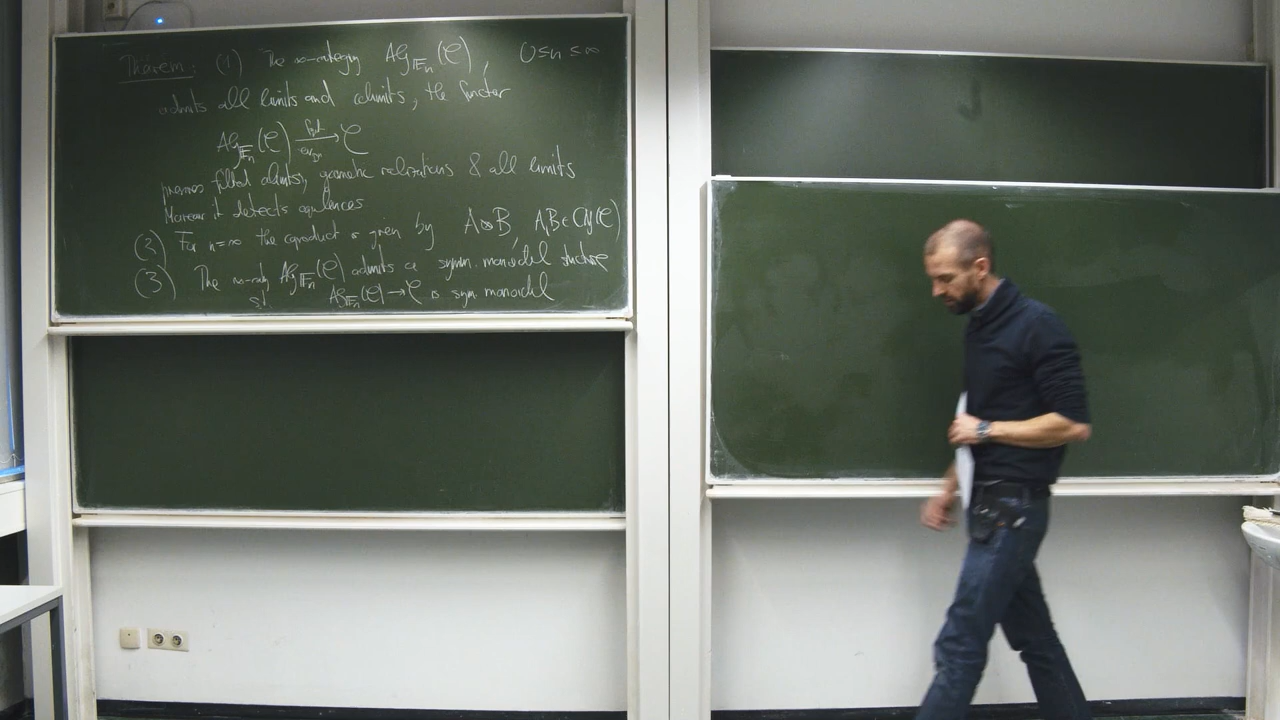 Theorem: (1) The ∞-category Alg_{𝔼_n}(𝒞), 0≤n≤∞
admits all limits and colimits, the functor
Alg_{𝔼_n}(𝒞) → 𝒞
preserves filtered colimits, geometric realizations & all limits
Moreover it detects equivalences
(2) For n=∞ the coproduct is given by A⊗B, A,B∈CAlg(𝒞)
(3) The ∞-cat Alg_{𝔼_n}(𝒞) admits a symm. monoidal structure
s.t. Alg_{𝔼_n}(𝒞) → 𝒞 is sym monoidal